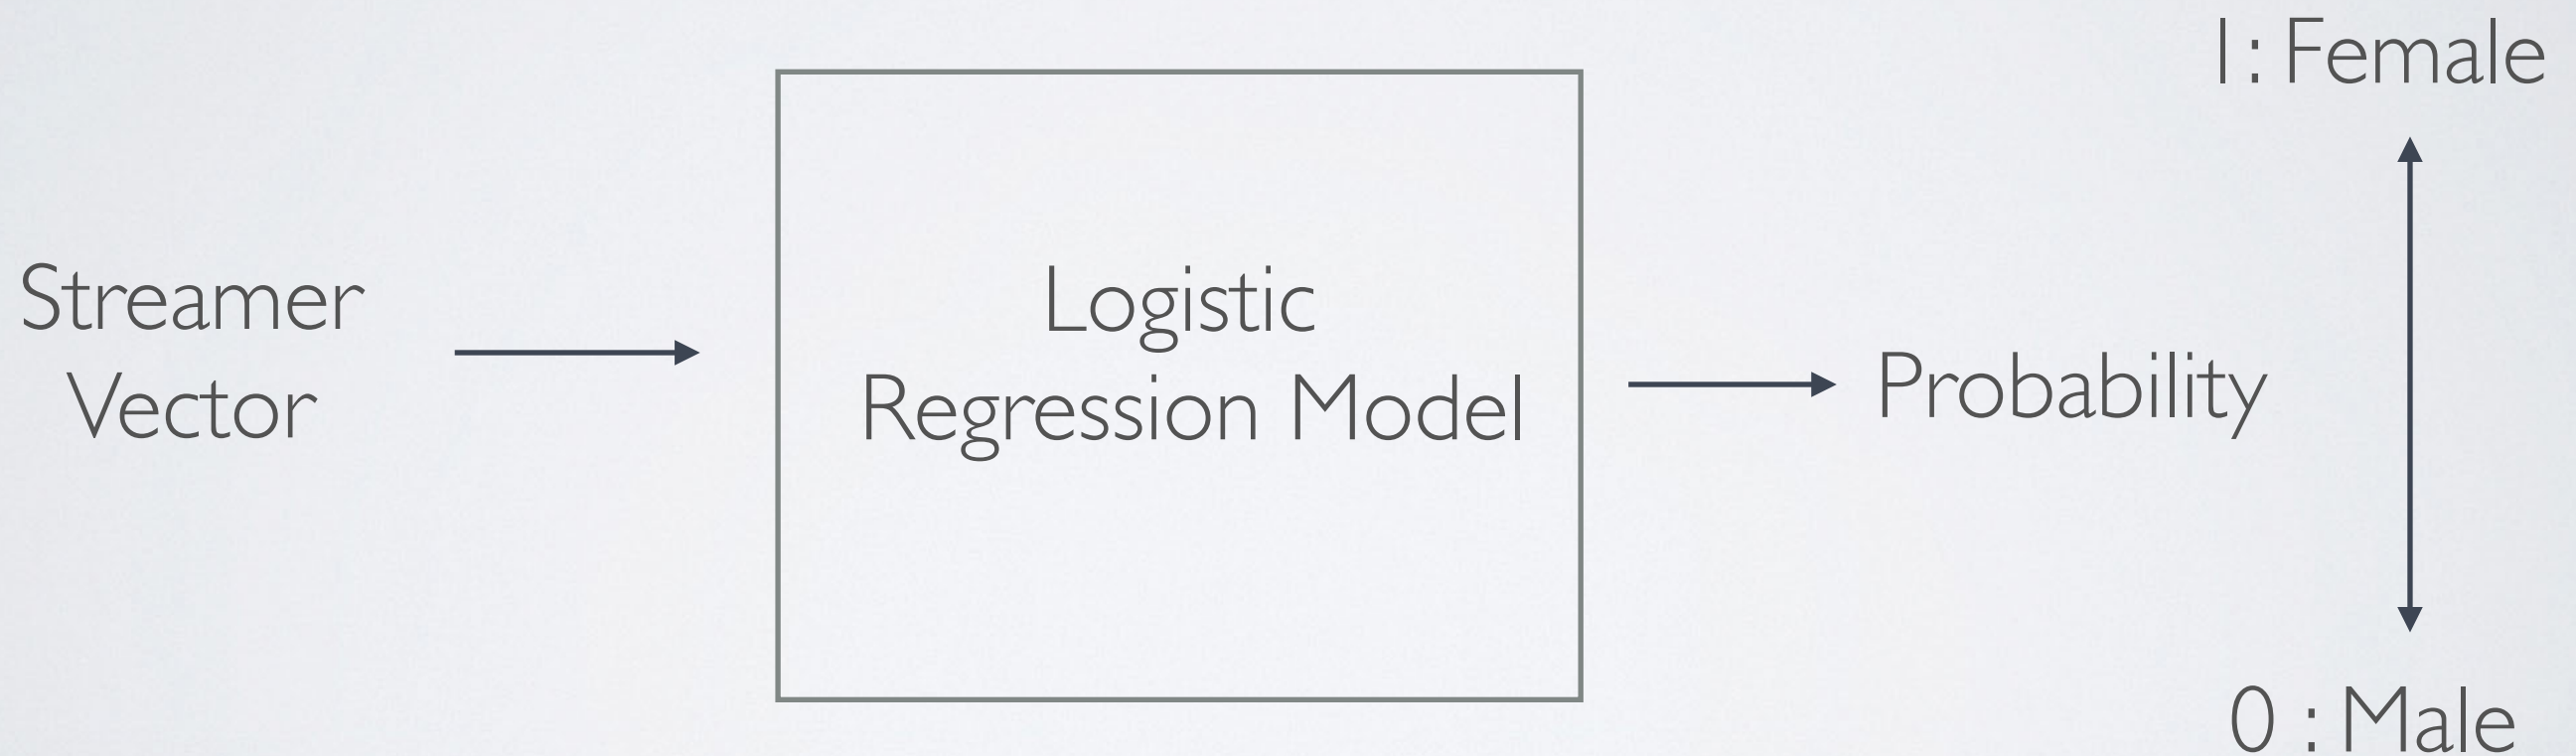 1 : Female
Streamer
Vector
Logistic
Regression Model
Probability
0 : Male